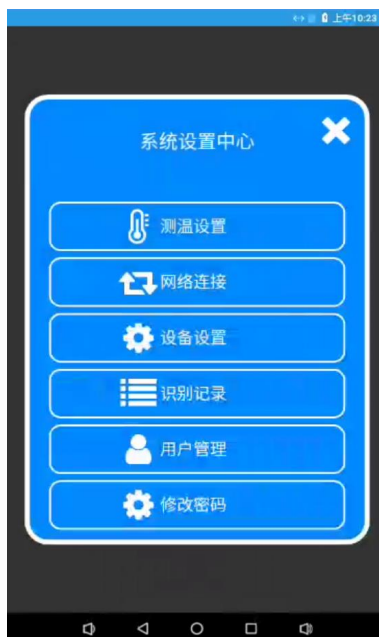 上午10:23
系统设置中心
测温设置
网络连接
设备设置
识别记录
用户管理
修改密码